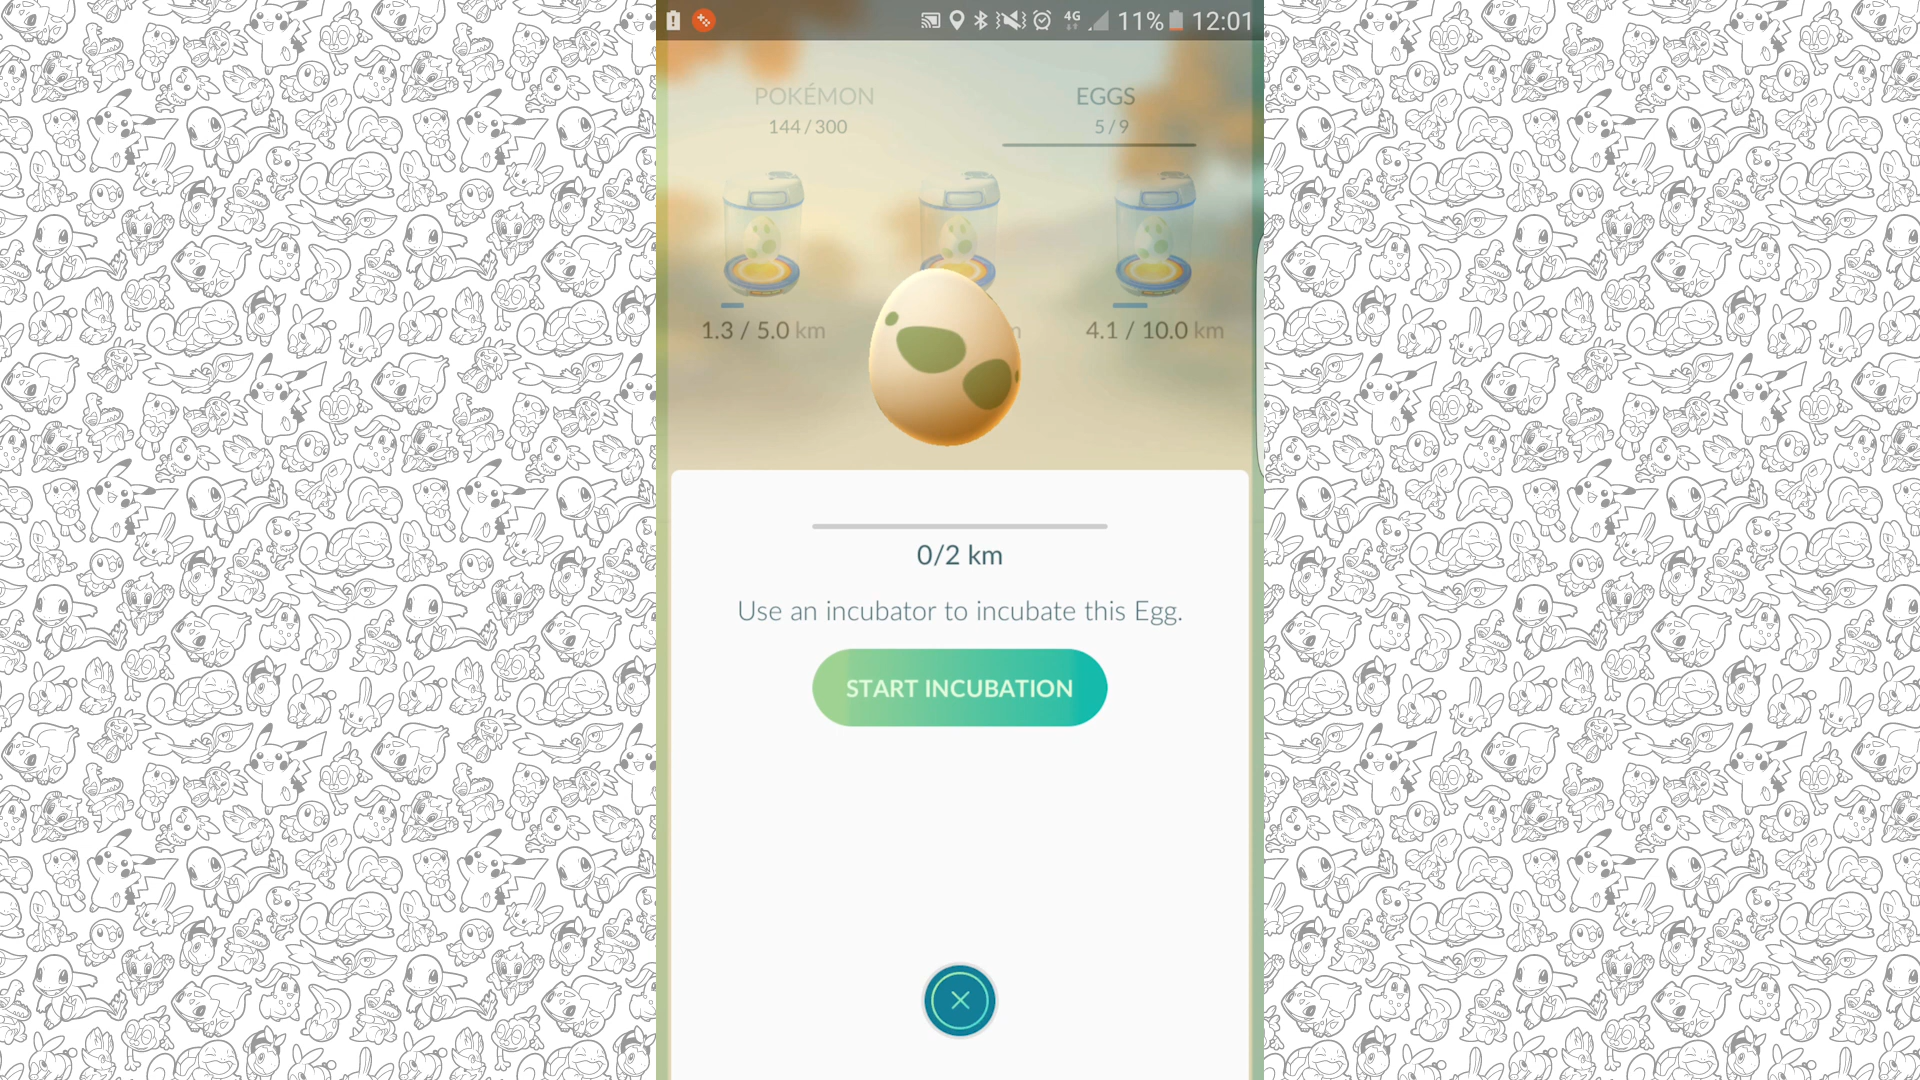 4G 11% 12:01
POKÉMON EGGS
144 / 300 5 / 9
1.3 / 5.0 km 4.1 / 10.0 km
0/2 km
Use an incubator to incubate this Egg.
START INCUBATION